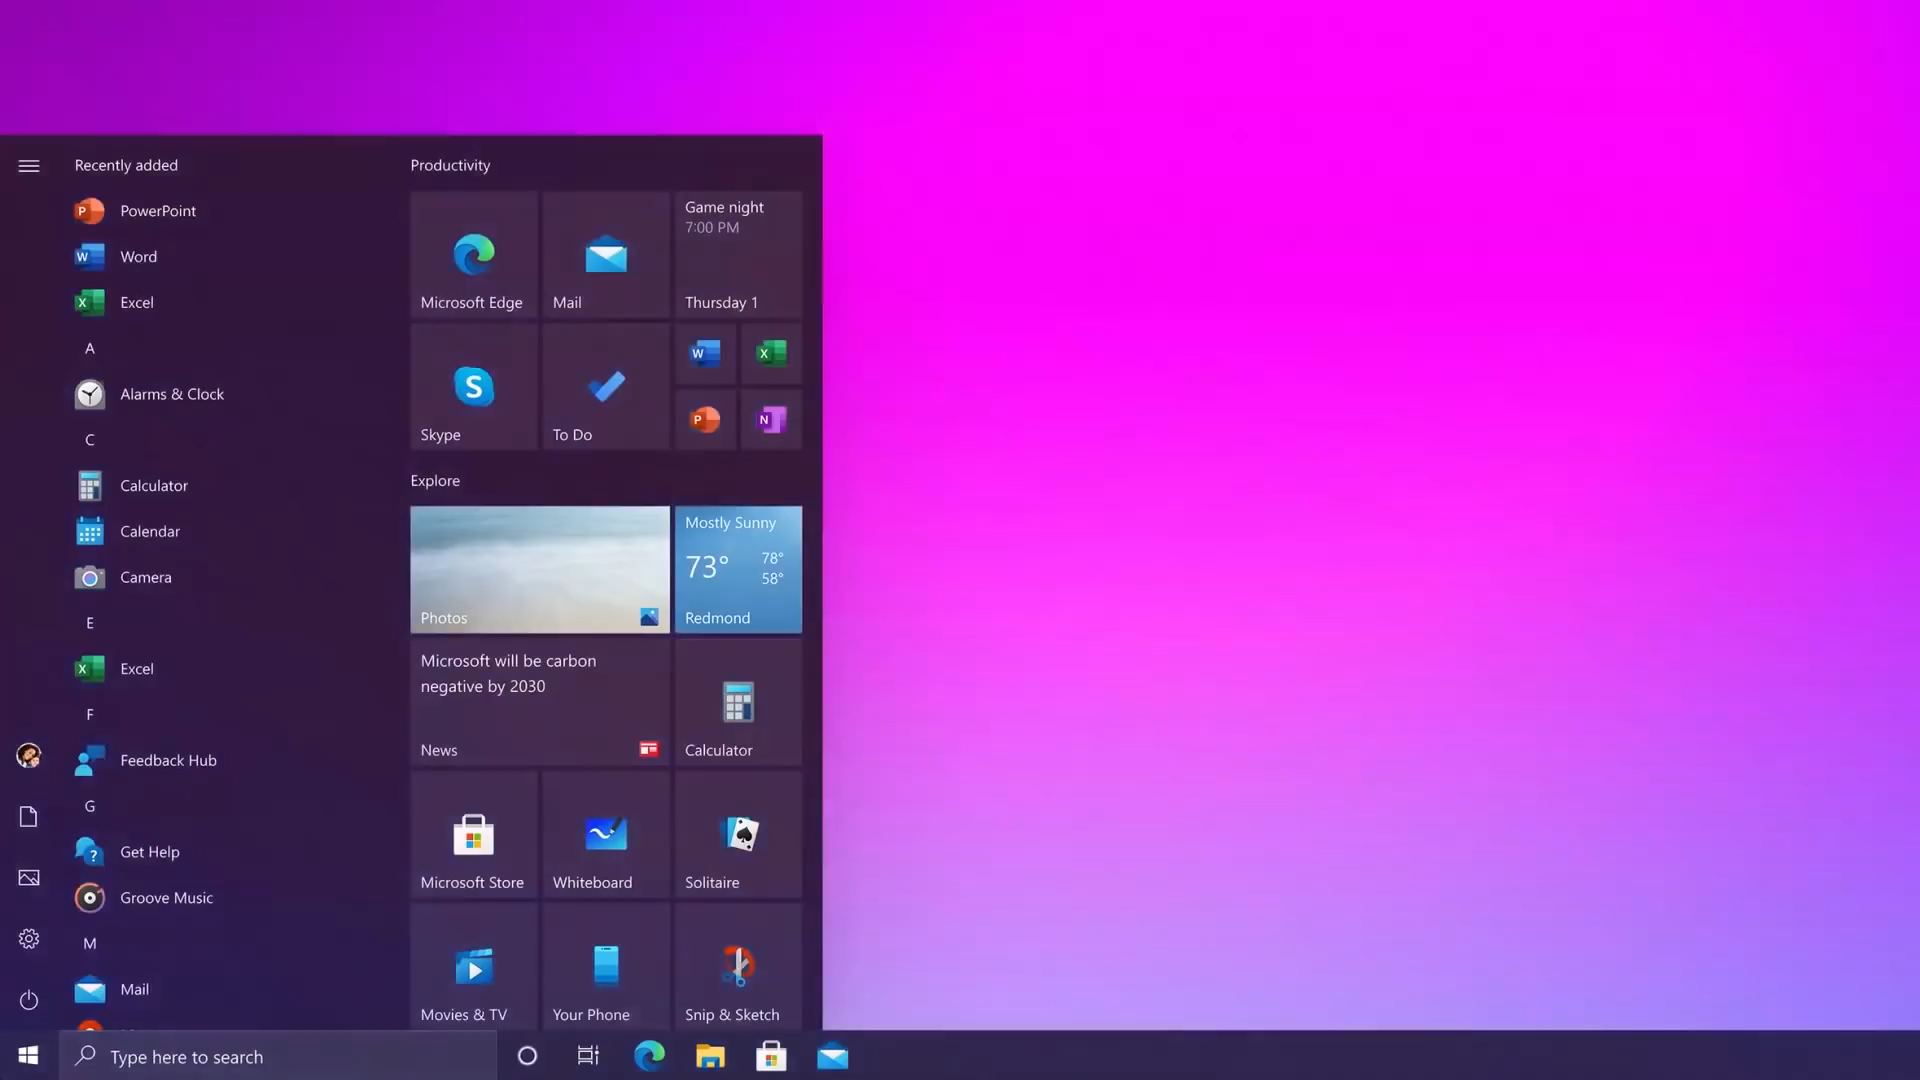 Recently added
PowerPoint
Word
Excel
A
Alarms & Clock
C
Calculator
Calendar
Camera
E
Excel
F
Feedback Hub
G
Get Help
Groove Music
M
Mail
Productivity
Microsoft Edge
Mail
Game night
7:00 PM
Thursday 1
Skype
To Do
W
X
P
N
Explore
Photos
Mostly Sunny
73°
78°
58°
Redmond
Microsoft will be carbon
negative by 2030
News
Calculator
Microsoft Store
Whiteboard
Solitaire
Movies & TV
Your Phone
Snip & Sketch
Type here to search